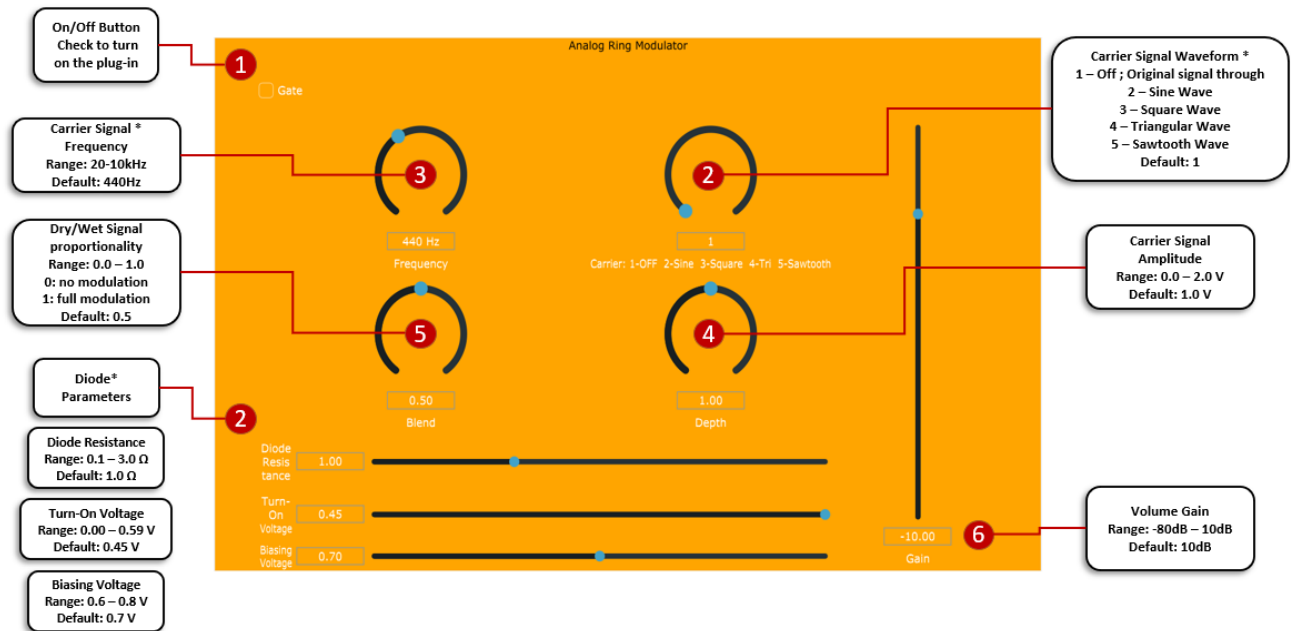 On/Off Button
Check to turn
on the plug-in
Analog Ring Modulator
1
Gate
Carrier Signal Waveform *
1 – Off ; Original signal through
2 – Sine Wave
3 – Square Wave
4 – Triangular Wave
5 – Sawtooth Wave
Default: 1
Carrier Signal *
Frequency
Range: 20-10kHz
Default: 440Hz
3
2
440 Hz
Frequency
1
Carrier: 1-OFF 2-Sine 3-Square 4-Tri 5-Sawtooth
Dry/Wet Signal
proportionality
Range: 0.0 – 1.0
0: no modulation
1: full modulation
Default: 0.5
Carrier Signal
Amplitude
Range: 0.0 – 2.0 V
Default: 1.0 V
5
4
0.50
Blend
1.00
Depth
Diode*
Parameters
2
Diode Resistance
Range: 0.1 – 3.0 Ω
Default: 1.0 Ω
Diode
Resis
tance
1.00
Turn-On Voltage
Range: 0.00 – 0.59 V
Default: 0.45 V
Turn-
On
Voltage
0.45
Biasing Voltage
Range: 0.6 – 0.8 V
Default: 0.7 V
Biasing
Voltage
0.70
-10.00
Gain
6
Volume Gain
Range: -80dB – 10dB
Default: 10dB